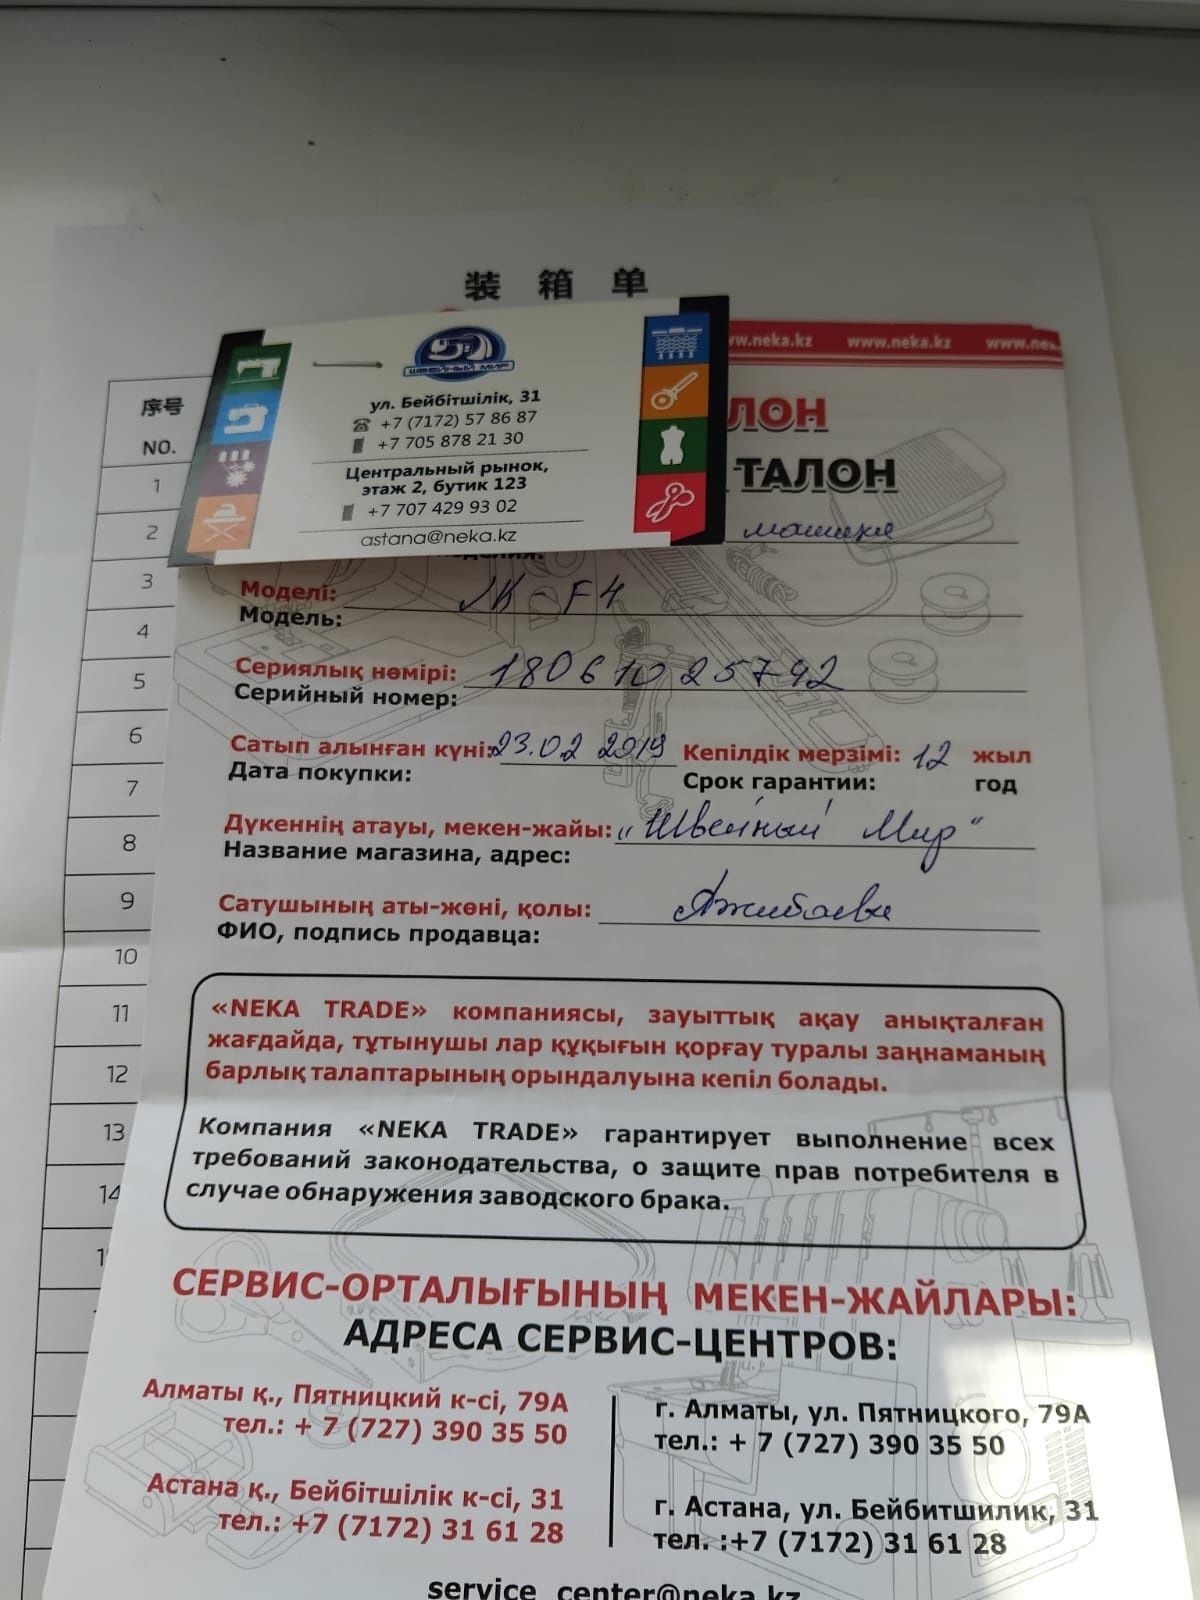 装 箱 单
www.neka.kz www.neka.kz www.ne
ШВЕЙНЫЙ МИР
ул. Бейбітшілік, 31
+7 (7172) 57 86 87
+7 705 878 21 30
Центральный рынок,
этаж 2, бутик 123
+7 707 429 93 02
astana@neka.kz
ЛОН
ТАЛОН
машинка
Моделі:
Модель: JK-F4
Сериялық нөмірі: 180610 25742
Серийный номер:
Сатып алынған күні: 23.02 2019 Кепілдік мерзімі: 12 жыл
Дата покупки: Срок гарантии: год
Дүкеннің атауы, мекен-жайы: "Швейный Мир"
Название магазина, адрес:
Сатушының аты-жөні, қолы: Ажибаева
ФИО, подпись продавца:
«NEKA TRADE» компаниясы, зауыттық ақау анықталған
жағдайда, тұтынушы лар құқығын қорғау туралы заңнаманың
барлық талаптарының орындалуына кепіл болады.
Компания «NEKA TRADE» гарантирует выполнение всех
требований законодательства, о защите прав потребителя в
случае обнаружения заводского брака.
СЕРВИС-ОРТАЛЫҒЫНЫҢ МЕКЕН-ЖАЙЛАРЫ:
АДРЕСА СЕРВИС-ЦЕНТРОВ:
Алматы қ., Пятницкий к-сі, 79А
тел.: + 7 (727) 390 35 50
Астана қ., Бейбітшілік к-сі, 31
тел.: +7 (7172) 31 61 28
г. Алматы, ул. Пятницкого, 79А
тел.: + 7 (727) 390 35 50
г. Астана, ул. Бейбитшилик, 31
тел. :+7 (7172) 31 61 28
service_center@neka.kz
序号
NO.
1
2
3
4
5
6
7
8
9
10
11
12
13
14